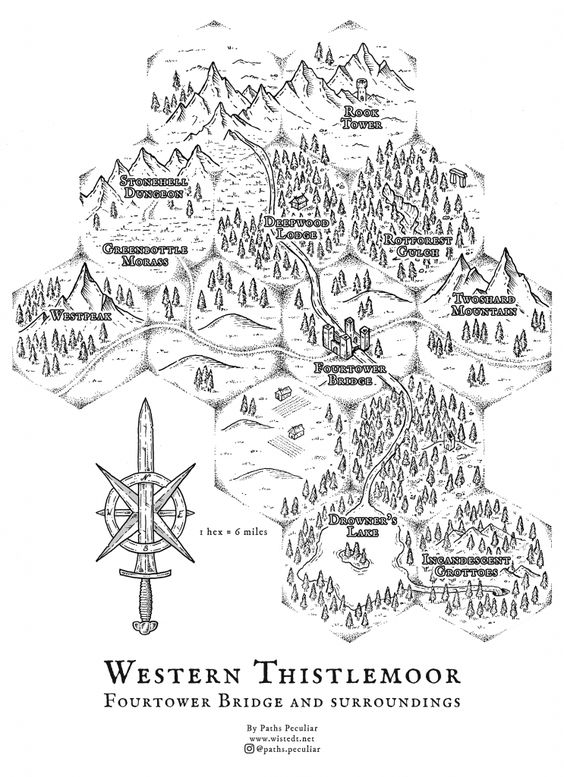 Rook
Tower
Stonehell
Dungeon
Deepwood
Lodge
Rotforest
Gulch
Greenbottle
Morass
Westpeak
Twoshard
Mountain
Fourtower
Bridge
1 hex = 6 miles
Drowner's
Lake
Incandescent
Grottoes
Western Thistlemoor
Fourtower Bridge and surroundings
By Paths Peculiar
www.wistedt.net
@paths.peculiar